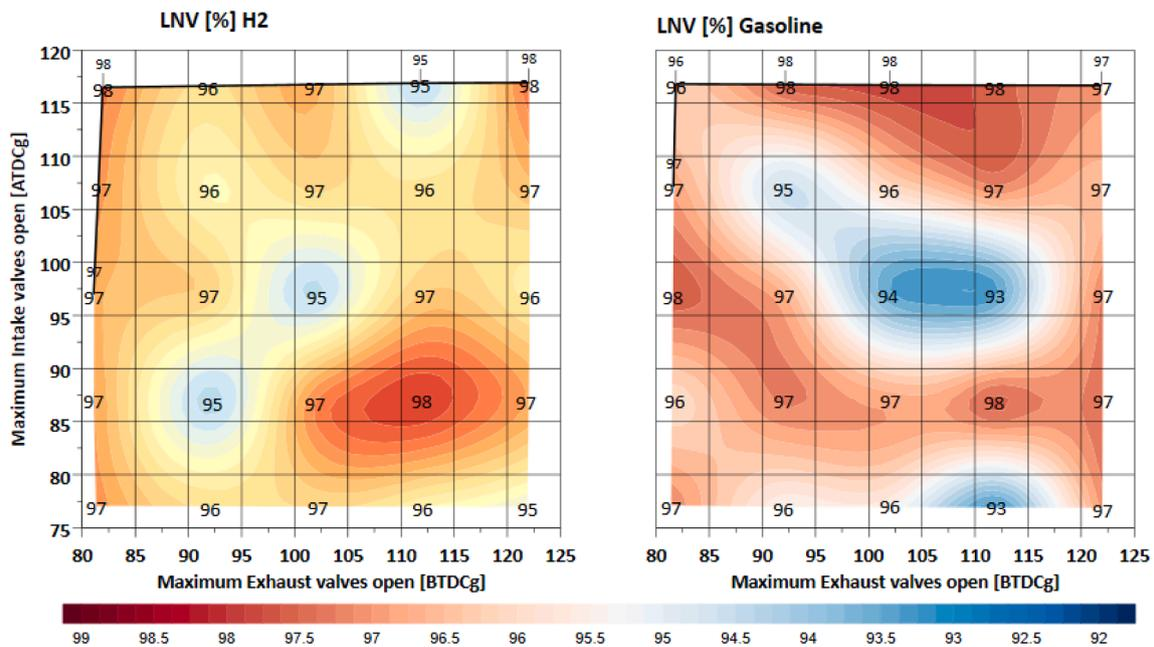 LNV [%] H2
LNV [%] Gasoline
98 95 98
96 98 98 97
120
98 96 97 95 98
96 98 98 98 97
115
110
97
97 96 97 96 97
97 95 96 97 97
105
100
97
97 97 95 97 96
98 97 94 93 97
95
90
97 95 97 98 97
96 97 97 98 97
85
80
97 96 97 96 95
97 96 96 93 97
75
Maximum Intake valves open [ATDCg]
80 85 90 95 100 105 110 115 120 125
80 85 90 95 100 105 110 115 120 125
Maximum Exhaust valves open [BTDCg]
Maximum Exhaust valves open [BTDCg]
99 98.5 98 97.5 97 96.5 96 95.5 95 94.5 94 93.5 93 92.5 92